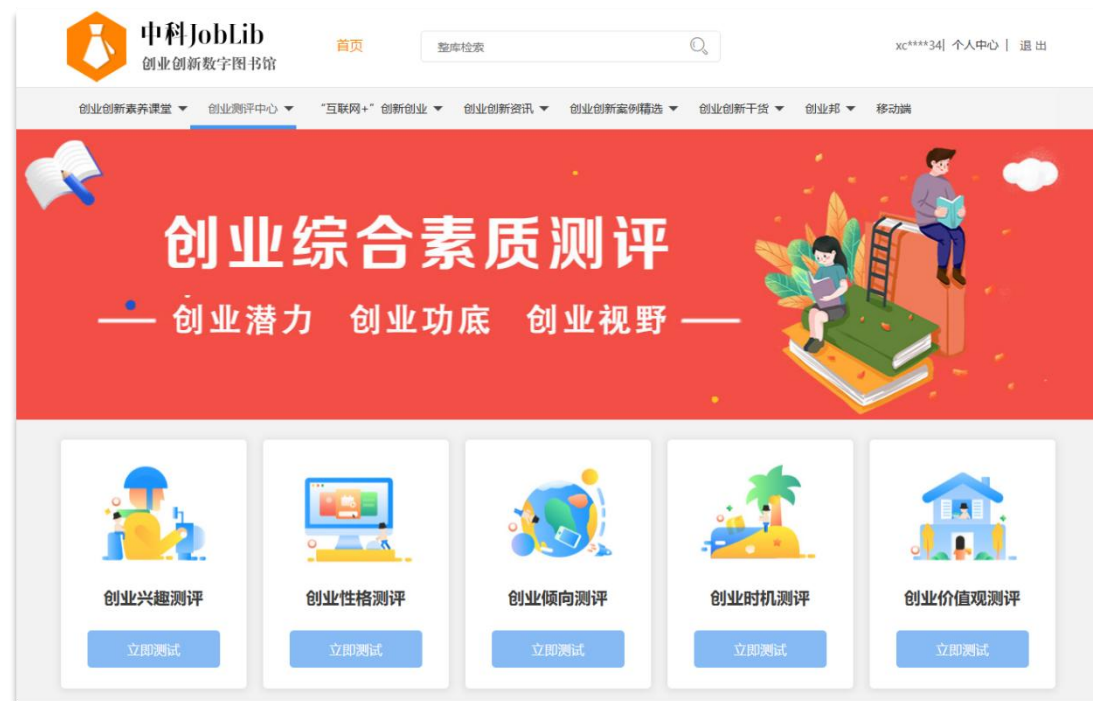 中科JobLib
创业创新数字图书馆
首页
整库检索
xc****34| 个人中心 | 退出
创业创新素养课堂 创业测评中心 “互联网+”创新创业 创业创新资讯 创业创新案例精选 创业创新干货 创业邦 移动端
创业综合素质测评
创业潜力 创业功底 创业视野
创业兴趣测评 创业性格测评 创业倾向测评 创业时机测评 创业价值观测评
立即测试 立即测试 立即测试 立即测试 立即测试